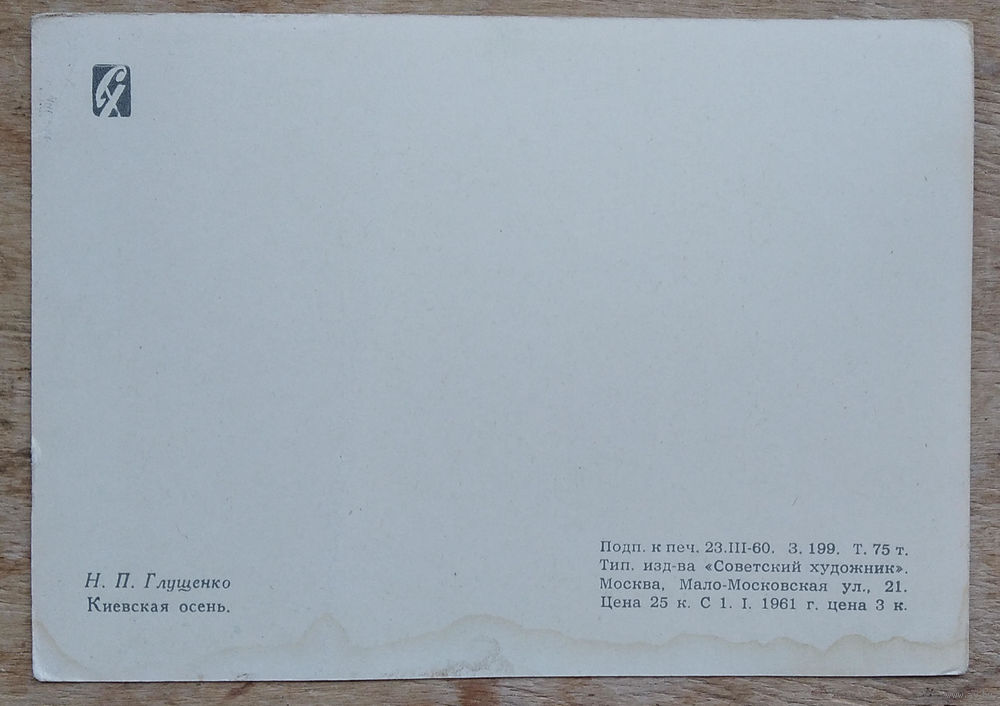 СХ
Н. П. Глущенко
Киевская осень.
Подп. к печ. 23.III-60. З. 199. Т. 75 т.
Тип. изд-ва «Советский художник».
Москва, Мало-Московская ул., 21.
Цена 25 к. С 1. I. 1961 г. цена 3 к.